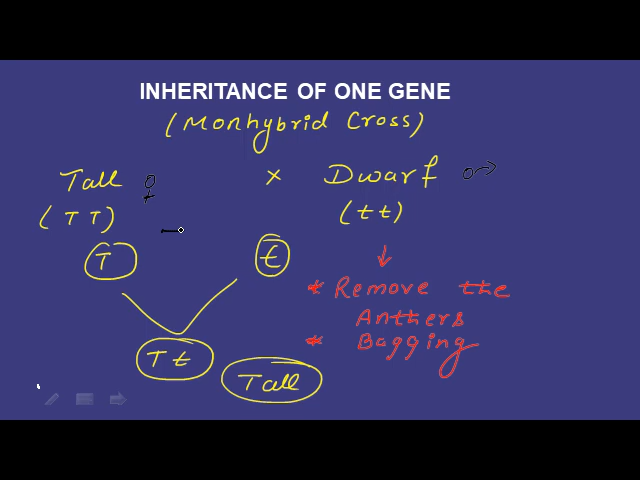 INHERITANCE OF ONE GENE
(Monhybrid Cross)
Tall ♀ × Dwarf ♂
(TT) (tt)
T t
* Remove the
Anthers
* Bagging
Tt
Tall